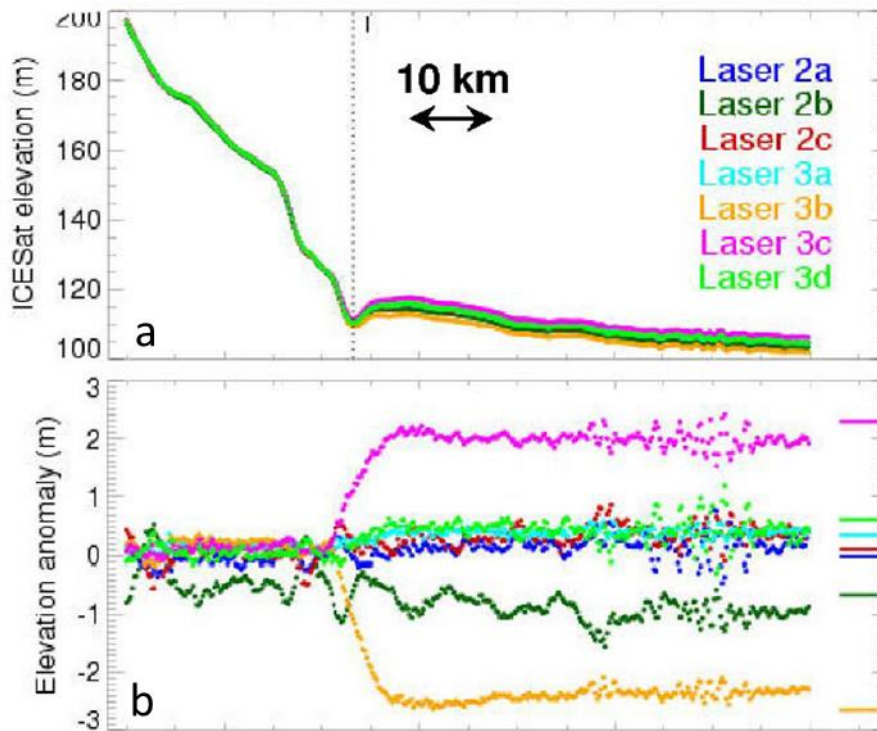 200
180
160
140
120
100
ICESat elevation (m)
I
10 km
Laser 2a
Laser 2b
Laser 2c
Laser 3a
Laser 3b
Laser 3c
Laser 3d
a
3
2
1
0
-1
-2
-3
Elevation anomaly (m)
b